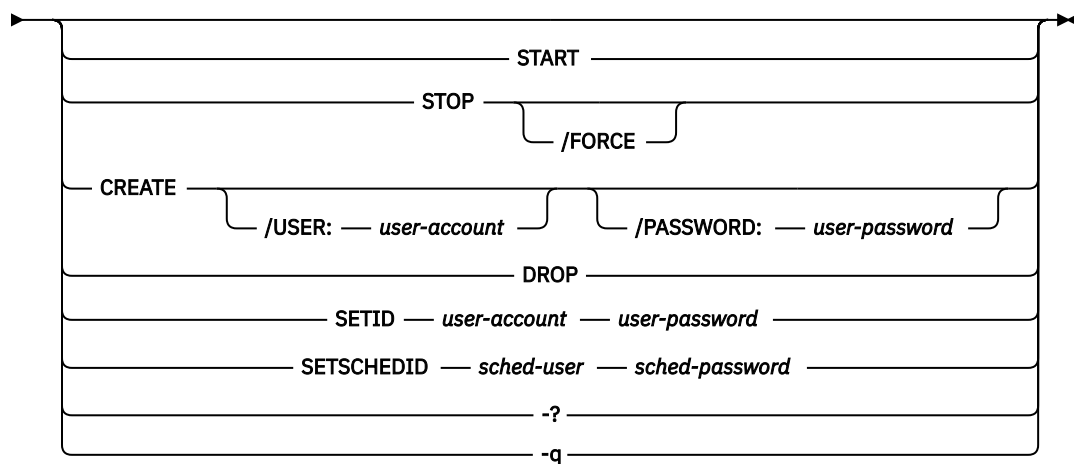 START
STOP
/FORCE
CREATE
/USER: user-account /PASSWORD: user-password
DROP
SETID user-account user-password
SETSCHEDID sched-user sched-password
-?
-q